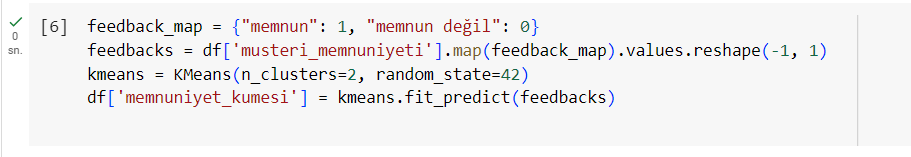 [6] feedback_map = {"memnun": 1, "memnun değil": 0}
0 feedbacks = df['musteri_memnuniyeti'].map(feedback_map).values.reshape(-1, 1)
sn. kmeans = KMeans(n_clusters=2, random_state=42)
df['memnuniyet_kumesi'] = kmeans.fit_predict(feedbacks)